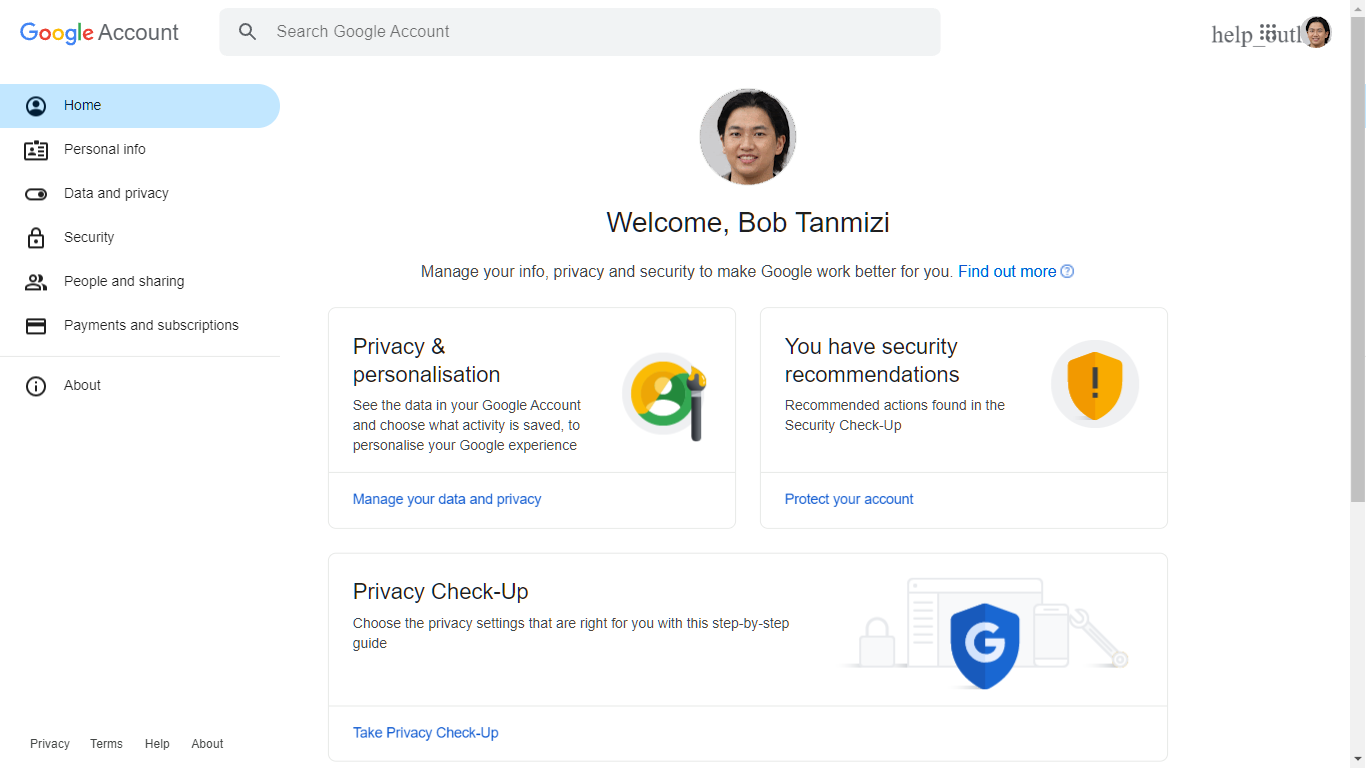 Google Account
Search Google Account
Home
Personal info
Data and privacy
Security
People and sharing
Payments and subscriptions
About
Welcome, Bob Tanmizi
Manage your info, privacy and security to make Google work better for you. Find out more
Privacy &
personalisation
See the data in your Google Account
and choose what activity is saved, to
personalise your Google experience
Manage your data and privacy
You have security
recommendations
Recommended actions found in the
Security Check-Up
Protect your account
Privacy Check-Up
Choose the privacy settings that are right for you with this step-by-step
guide
G
Take Privacy Check-Up
Privacy Terms Help About